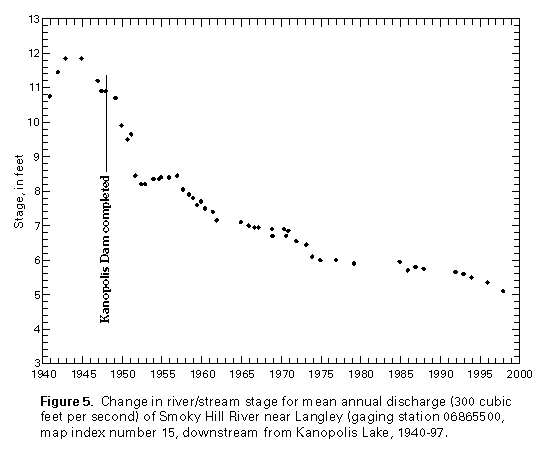 13
12
11
10
9
8
7
6
5
4
3
Stage, in feet
Kanopolis Dam completed
1940 1945 1950 1955 1960 1965 1970 1975 1980 1985 1990 1995 2000
Figure 5. Change in river/stream stage for mean annual discharge (300 cubic
feet per second) of Smoky Hill River near Langley (gaging station 06865500,
map index number 15, downstream from Kanopolis Lake, 1940-97.